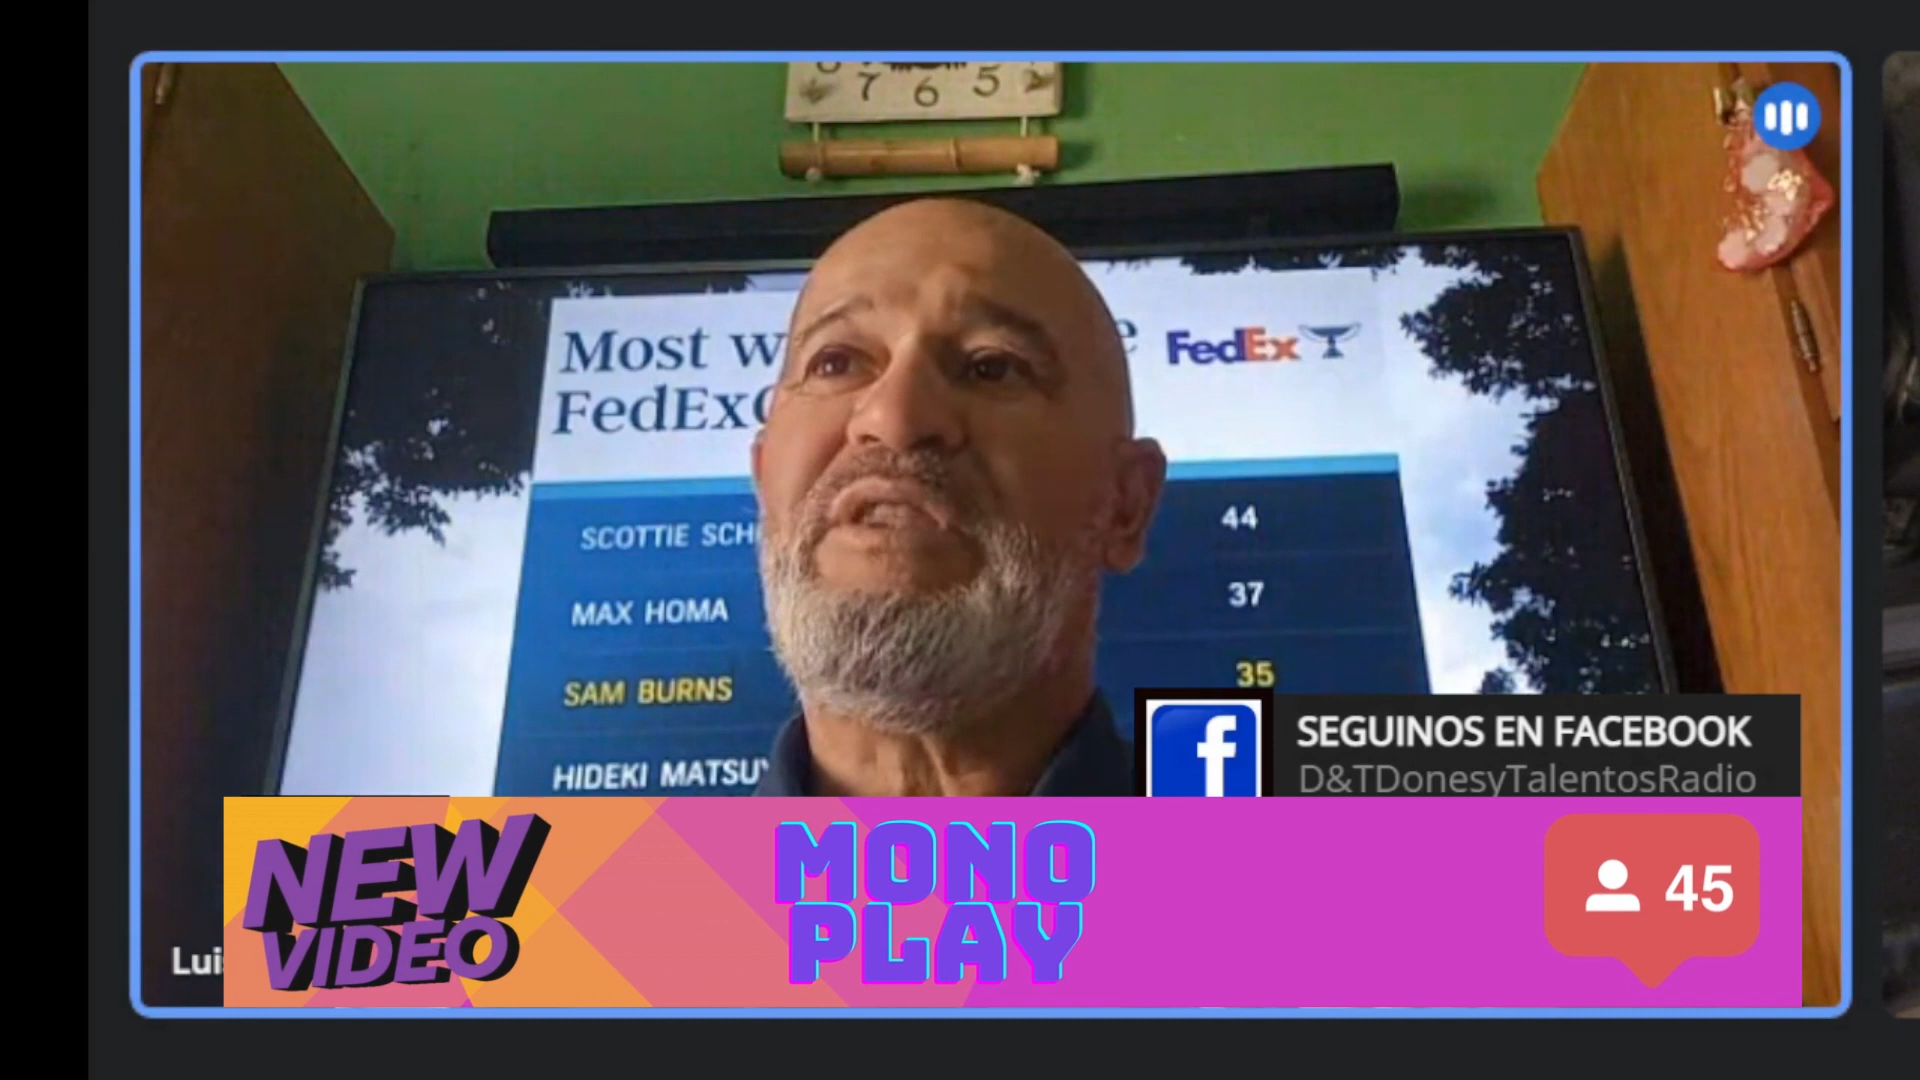 7 6 5
Most w
FedEx
FedEx
SCOTTIE SCH
44
MAX HOMA
37
SAM BURNS
35
HIDEKI MATSU
SEGUINOS EN FACEBOOK
D&TDonesyTalentosRadio
NEW
VIDEO
MONO
PLAY
45
Lui